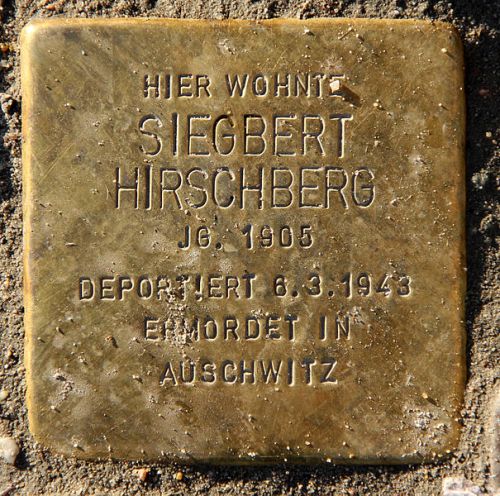 HIER WOHNTE
SIEGBERT
HIRSCHBERG
JG. 1905
DEPORTIERT 6.3.1943
ERMORDET IN
AUSCHWITZ